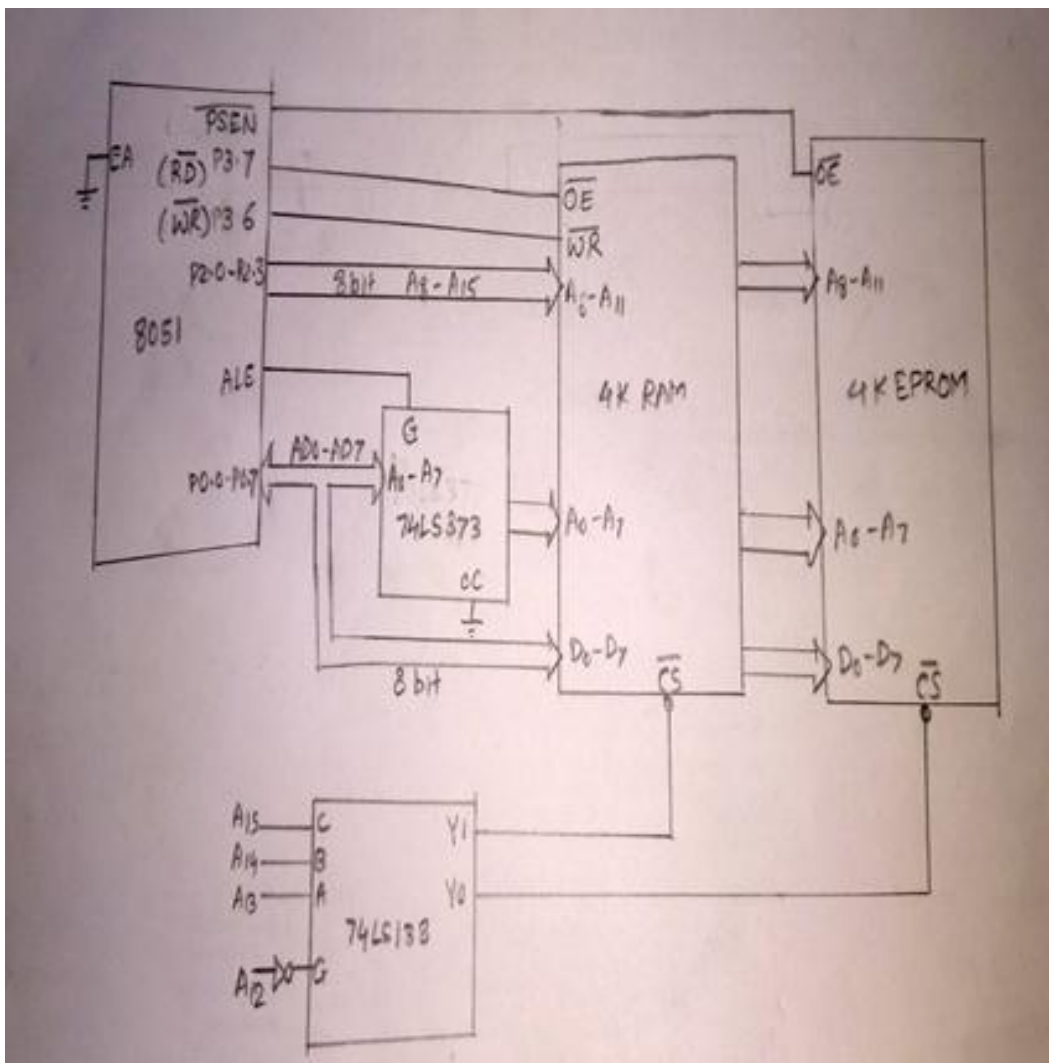 PSEN
EA
(RD) P3.7
(WR) P3.6
P2.0-P2.3
8 bit A8-A15
8051
ALE
AD0-AD7
P0.0-P0.7
G
A0-A7
74LS373
OC
8 bit
OE
WR
A8-A11
4K RAM
A0-A7
D0-D7
CS
OE
A8-A11
4K EPROM
A0-A7
D0-D7
CS
A15
C
Y1
A14
B
A13
A
Y0
74LS138
A12
G